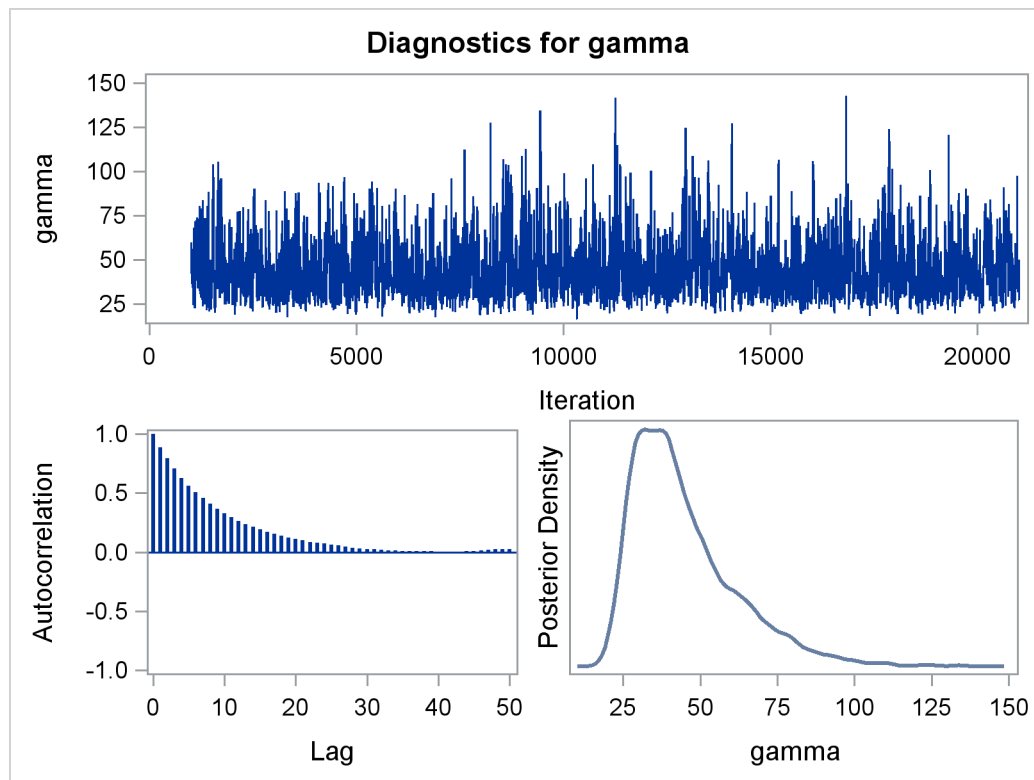 Diagnostics for gamma
gamma
150
125
100
75
50
25
0 5000 10000 15000 20000
Iteration
Autocorrelation
1.0
0.5
0.0
-0.5
-1.0
0 10 20 30 40 50
Lag
Posterior Density
25 50 75 100 125 150
gamma